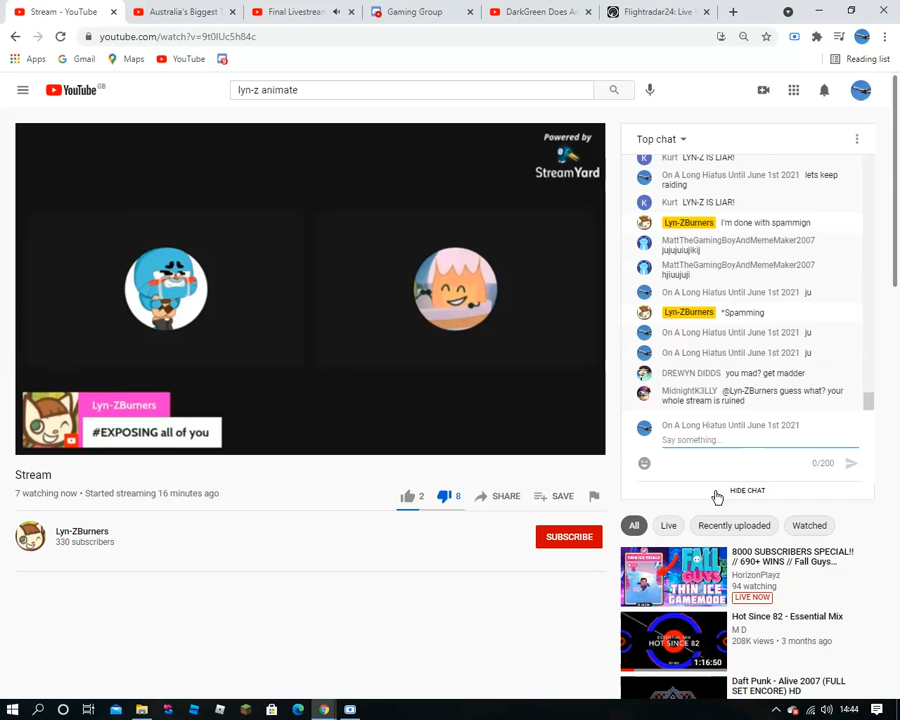 Stream - YouTube
Australia's Biggest
Final Livestream
Gaming Group
DarkGreen Does A
Flightradar24: Live
youtube.com/watch?v=9t0lUc5h84c
Apps
Gmail
Maps
YouTube
Reading list
YouTube GB
lyn-z animate
Powered by
StreamYard
Lyn-ZBurners
#EXPOSING all of you
Stream
7 watching now • Started streaming 16 minutes ago
2
8
SHARE
SAVE
Lyn-ZBurners
330 subscribers
SUBSCRIBE
Top chat
K Kurt LYN-Z IS LIAR!
On A Long Hiatus Until June 1st 2021 lets keep
raiding
K Kurt LYN-Z IS LIAR!
Lyn-ZBurners I'm done with spammign
MattTheGamingBoyAndMemeMaker2007
jujujuiujikij
MattTheGamingBoyAndMemeMaker2007
hjiuujuji
On A Long Hiatus Until June 1st 2021 ju
Lyn-ZBurners *Spamming
On A Long Hiatus Until June 1st 2021 ju
On A Long Hiatus Until June 1st 2021 ju
DREWYN DIDDS you mad? get madder
MidnightK3LLY @Lyn-ZBurners guess what? your
whole stream is ruined
On A Long Hiatus Until June 1st 2021
Say something...
0/200
HIDE CHAT
All
Live
Recently uploaded
Watched
FALL GUYS
THIN ICE
GAMEMODE
8000 SUBSCRIBERS SPECIAL!!
// 690+ WINS // Fall Guys...
HorizonPlayz
94 watching
LIVE NOW
HOT SINCE 82
1:16:50
Hot Since 82 - Essential Mix
M D
208K views • 3 months ago
Daft Punk - Alive 2007 (FULL
SET ENCORE) HD
14:44